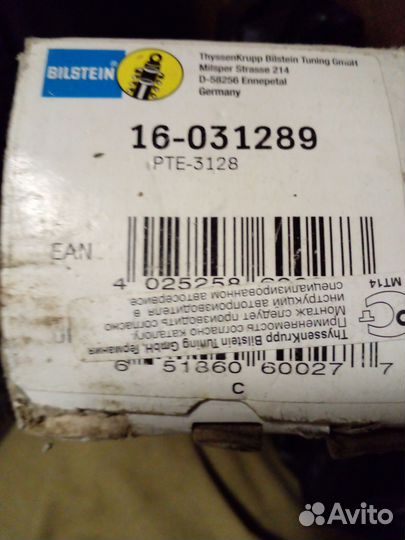 BILSTEIN
ThyssenKrupp Bilstein Tuning GmbH
Milsper Strasse 214
D-58256 Ennepetal
Germany
16-031289
PTE-3128
EAN
4 025258
ThyssenKrupp Bilstein Tuning GmbH, Германия
Применяемость согласно каталогу.
Монтаж следует производить согласно
инструкций автопроизводителя в
специализированном автосервисе
МТ14
6 51860 60027 7
C
Avito